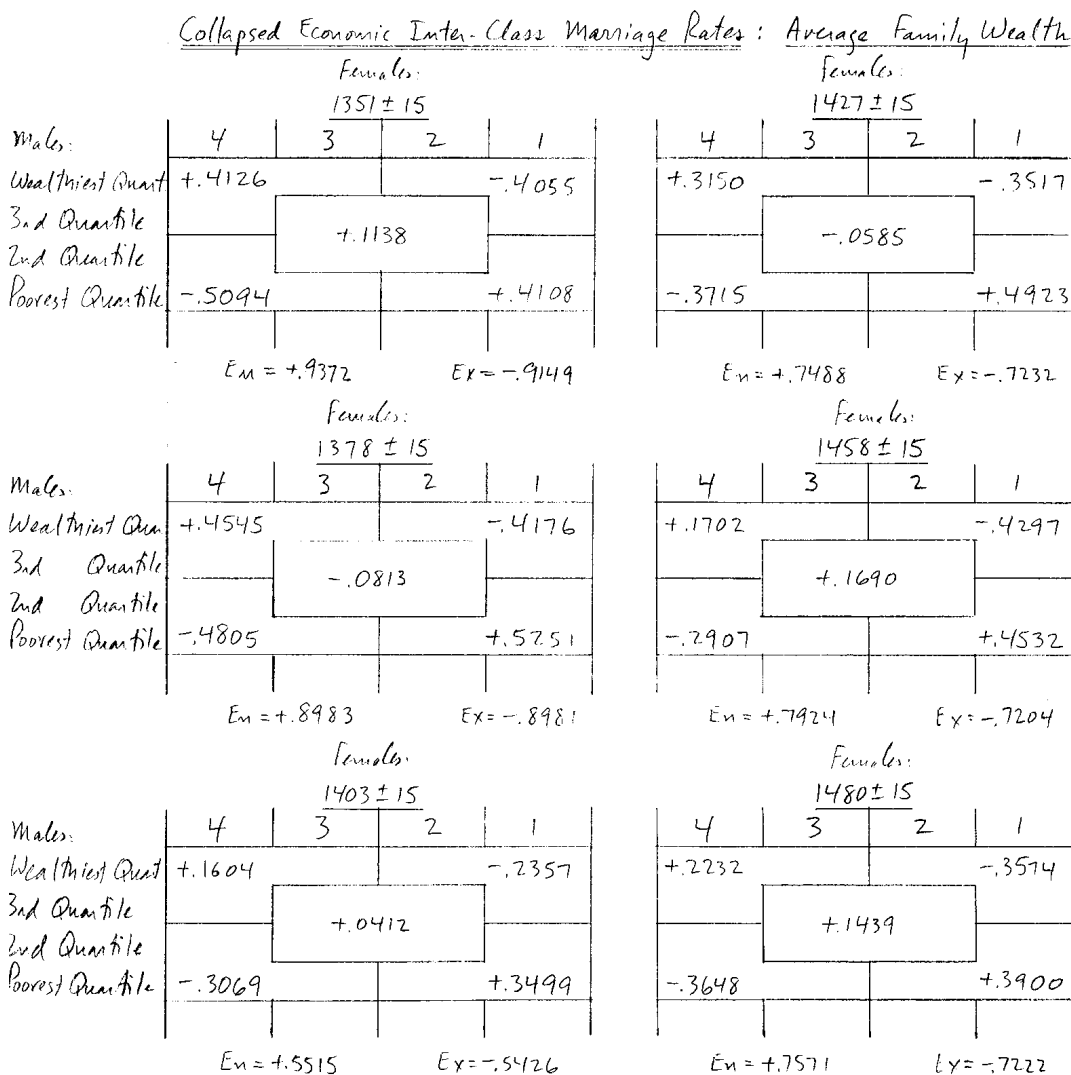 Collapsed Economic Inter-Class Marriage Rates: Average Family Wealth
Females:
1351 ± 15
Males: 4 3 2 1
Wealthiest Quart +.4126 -.4055
3rd Quartile
+.1138
2nd Quartile
Poorest Quartile -.5094 +.4108
En = +.9372 Ex = -.9149
Females:
1427 ± 15
4 3 2 1
+.3150 -.3517
-.0585
-.3715 +.4923
En = +.7488 Ex = -.7232
Females:
1378 ± 15
Males: 4 3 2 1
Wealthiest Quar +.4545 -.4176
3rd Quartile
-.0813
2nd Quartile
Poorest Quartile -.4805 +.5251
En = +.8983 Ex = -.8981
Females:
1458 ± 15
4 3 2 1
+.1702 -.4297
+.1690
-.2907 +.4532
En = +.7924 Ex = -.7204
Females:
1403 ± 15
Males: 4 3 2 1
Wealthiest Quart +.1604 -.2357
3rd Quartile
+.0412
2nd Quartile
Poorest Quartile -.3069 +.3499
En = +.5515 Ex = -.5426
Females:
1480 ± 15
4 3 2 1
+.2232 -.3574
+.1439
-.3648 +.3900
En = +.7571 Ex = -.7222